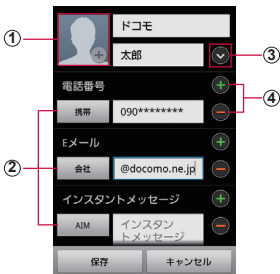 ① ドコモ
太郎 ③
電話番号
④
携帯 090********
Eメール
② 会社 @docomo.ne.jp
インスタントメッセージ
AIM インスタン
トメッセージ
保存 キャンセル